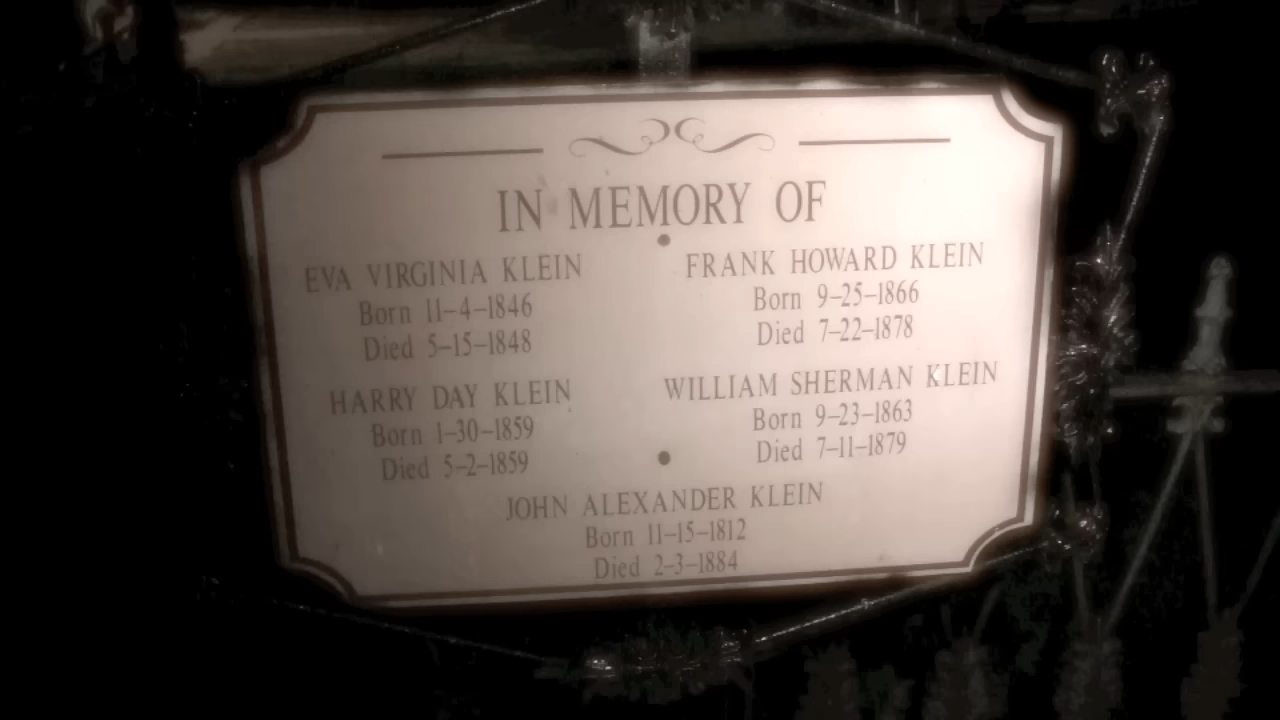 IN MEMORY OF
EVA VIRGINIA KLEIN
Born 11-4-1846
Died 5-15-1848
FRANK HOWARD KLEIN
Born 9-25-1866
Died 7-22-1878
HARRY DAY KLEIN
Born 1-30-1859
Died 5-2-1859
WILLIAM SHERMAN KLEIN
Born 9-23-1863
Died 7-11-1879
JOHN ALEXANDER KLEIN
Born 11-15-1812
Died 2-3-1884